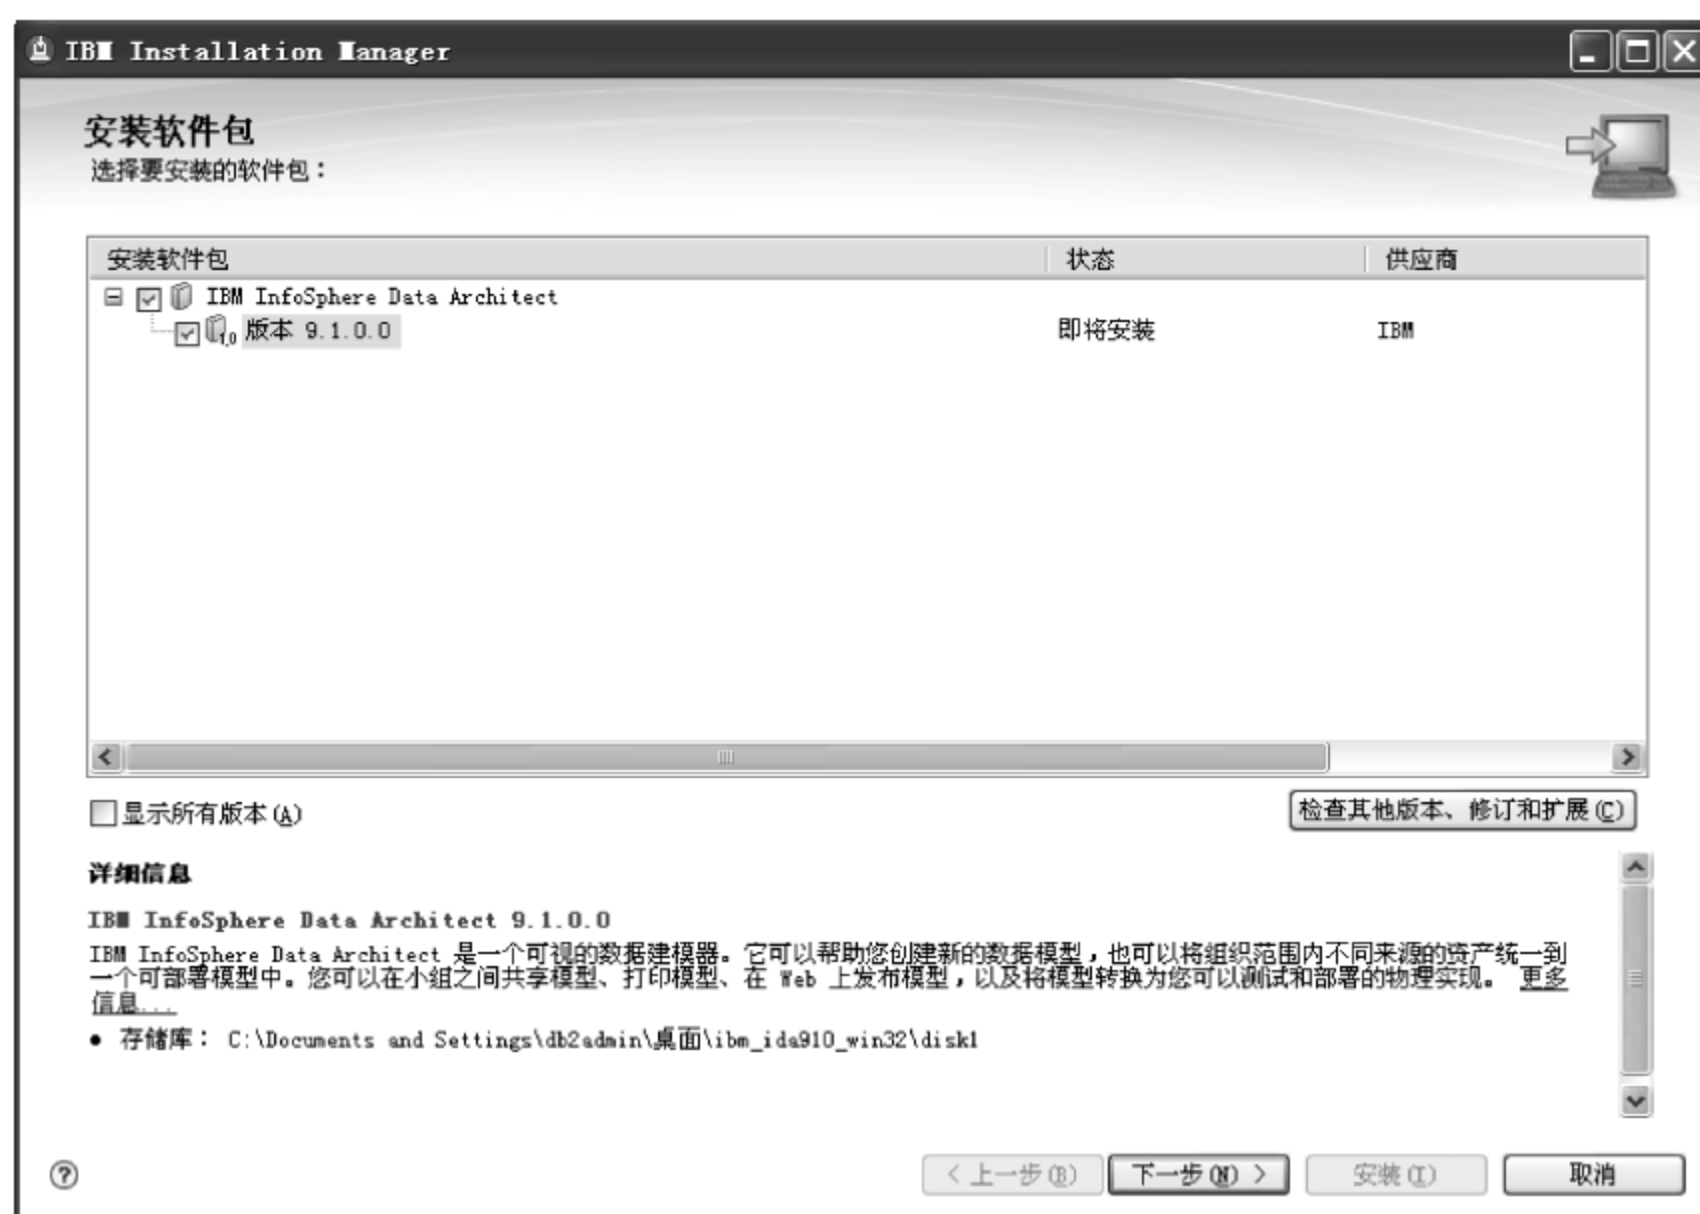 IBM Installation Manager
安装软件包
选择要安装的软件包：
安装软件包 状态 供应商
IBM InfoSphere Data Architect
版本 9.1.0.0 即将安装 IBM
显示所有版本(A) 检查其他版本、修订和扩展(C)
详细信息
IBM InfoSphere Data Architect 9.1.0.0
IBM InfoSphere Data Architect 是一个可视的数据建模器。它可以帮助您创建新的数据模型，也可以将组织范围内不同来源的资产统一到
一个可部署模型中。您可以在小组之间共享模型、打印模型、在 Web 上发布模型，以及将模型转换为您可以测试和部署的物理实现。 更多
信息...
• 存储库： C:\Documents and Settings\db2admin\桌面\ibm_ida910_win32\disk1
< 上一步(B) 下一步(N) > 安装(I) 取消